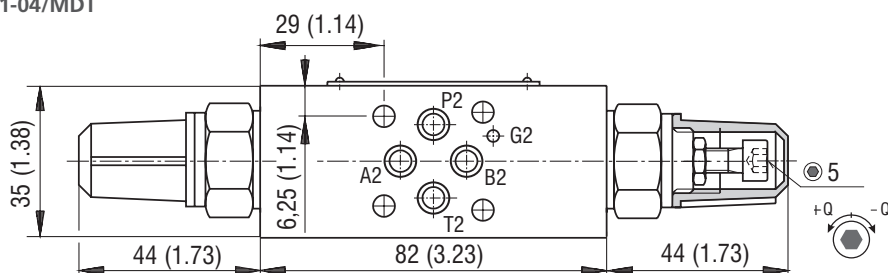 1-04/MD1
29 (1.14)
P2
G2
35 (1.38)
6,25 (1.14)
A2
B2
5
T2
+Q
-Q
44 (1.73)
82 (3.23)
44 (1.73)